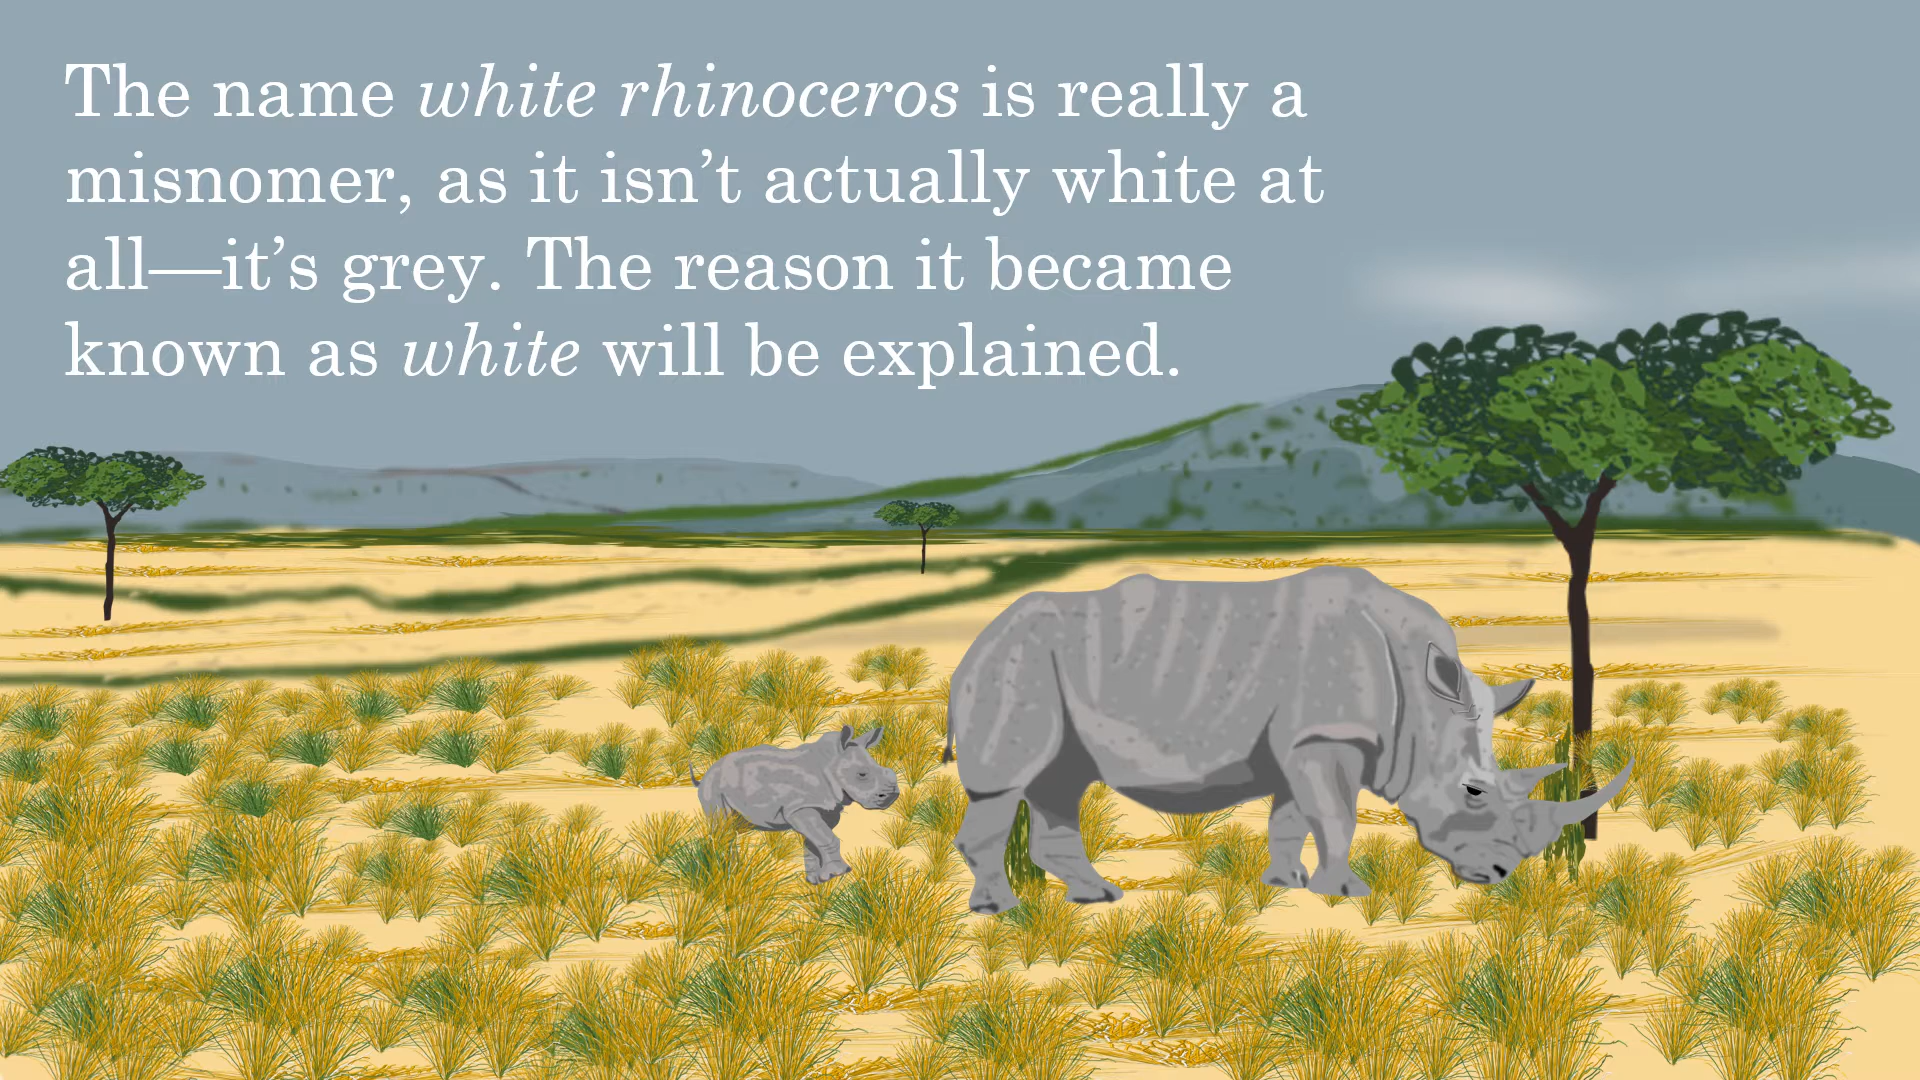 The name white rhinoceros is really a
misnomer, as it isn’t actually white at
all—it’s grey. The reason it became
known as white will be explained.